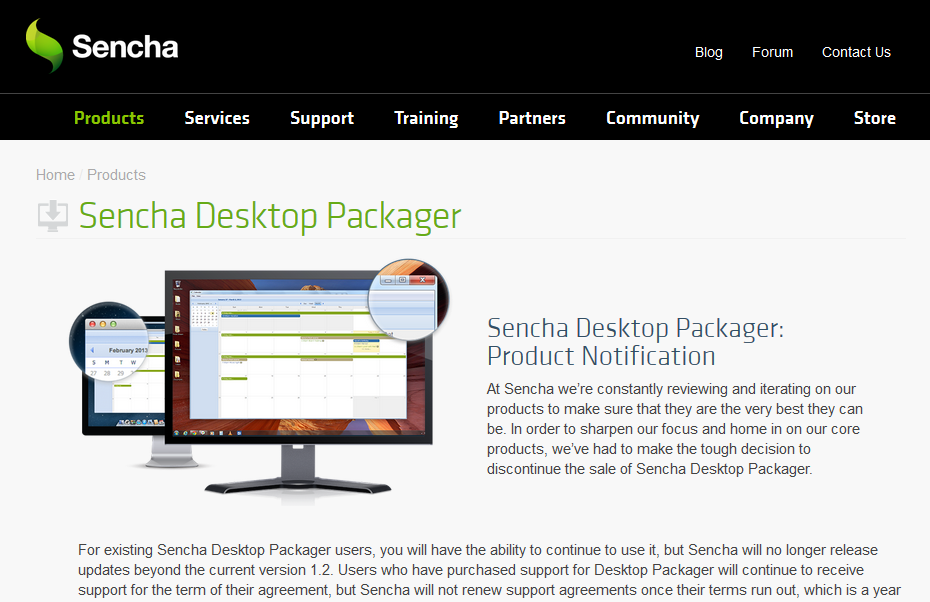 Sencha
Blog Forum Contact Us
Products Services Support Training Partners Community Company Store
Home / Products
Sencha Desktop Packager
February 2013
S M T W
27 28 29
Sencha Desktop Packager:
Product Notification
At Sencha we’re constantly reviewing and iterating on our
products to make sure that they are the very best they can
be. In order to sharpen our focus and home in on our core
products, we’ve had to make the tough decision to
discontinue the sale of Sencha Desktop Packager.
For existing Sencha Desktop Packager users, you will have the ability to continue to use it, but Sencha will no longer release
updates beyond the current version 1.2. Users who have purchased support for Desktop Packager will continue to receive
support for the term of their agreement, but Sencha will not renew support agreements once their terms run out, which is a year